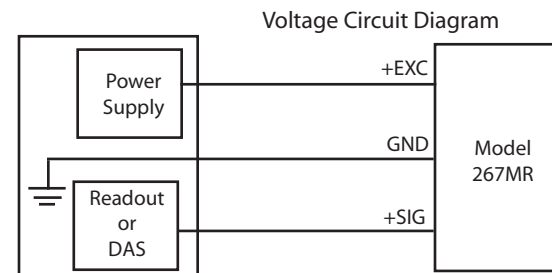 Voltage Circuit Diagram
Power
Supply
+EXC
GND
Model
267MR
Readout
or
DAS
+SIG